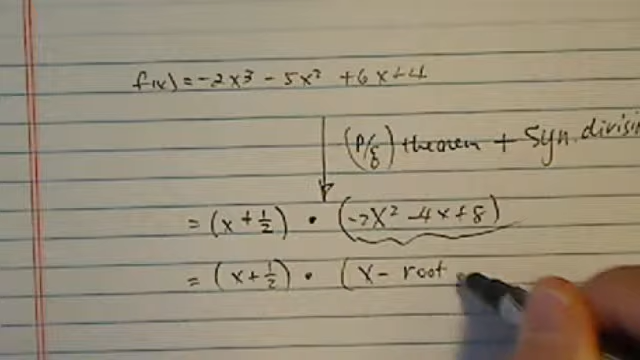 f(x) = -2x³ - 5x² + 6x + 4
(P/q) theorem + Syn. divisi
= (x + 1/2) • (-2x² - 4x + 8)
= (x + 1/2) • (x - root